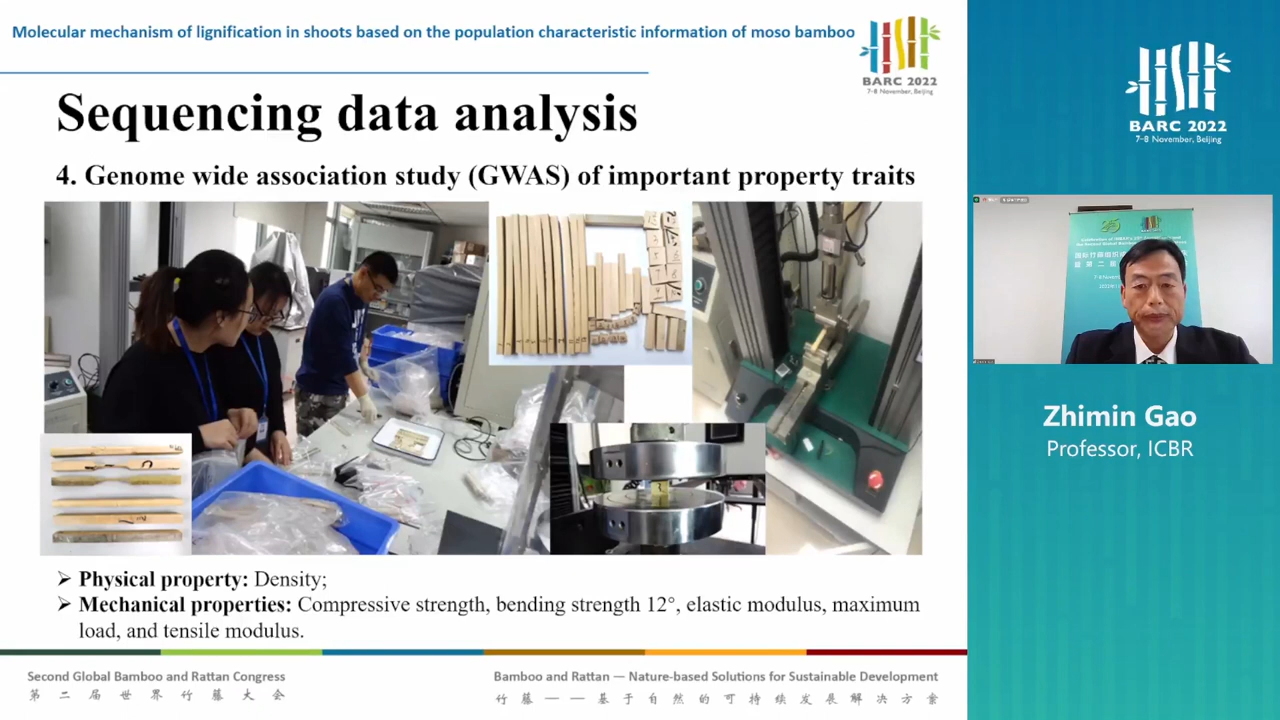 Molecular mechanism of lignification in shoots based on the population characteristic information of moso bamboo
BARC 2022
7-8 November, Beijing
Sequencing data analysis
4. Genome wide association study (GWAS) of important property traits
➢ Physical property: Density;
➢ Mechanical properties: Compressive strength, bending strength 12°, elastic modulus, maximum
load, and tensile modulus.
Second Global Bamboo and Rattan Congress
第二届世界竹藤大会
Bamboo and Rattan — Nature-based Solutions for Sustainable Development
竹藤——基于自然的可持续发展解决方案
BARC 2022
7-8 November, Beijing
Zhimin Gao
Professor, ICBR